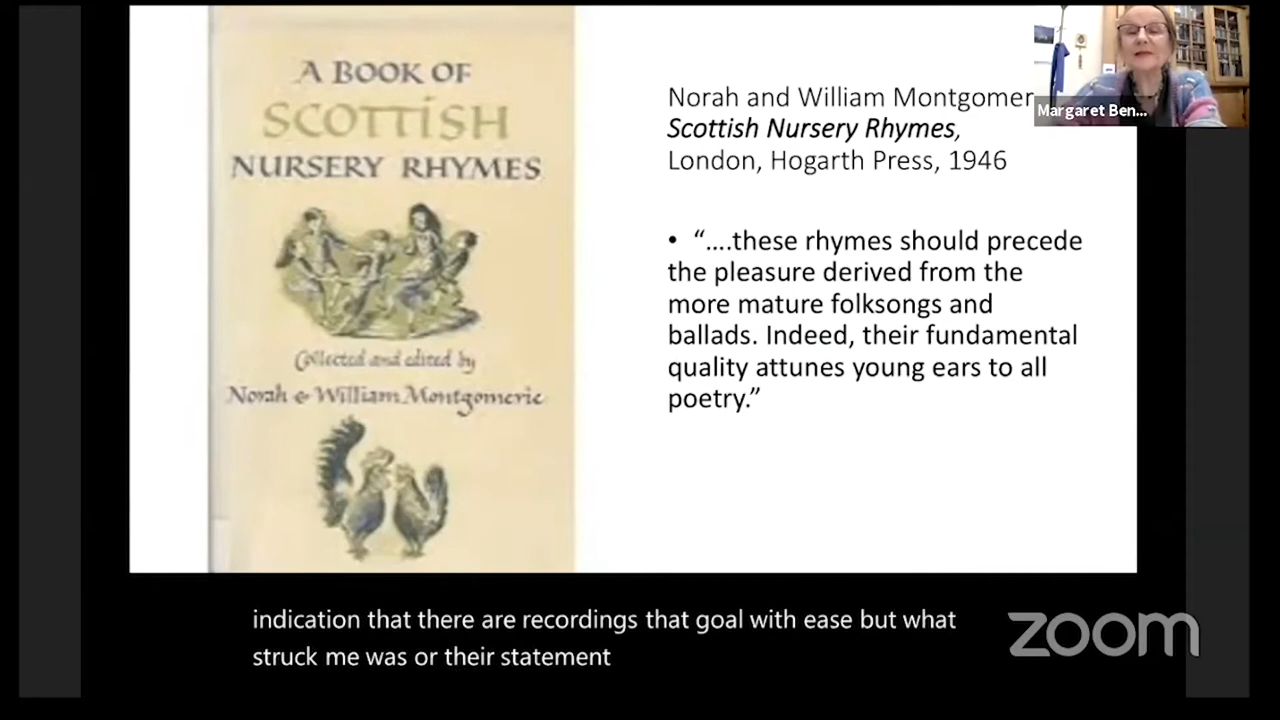 A BOOK OF
SCOTTISH
NURSERY RHYMES
Collected and edited by
Norah & William Montgomerie
Norah and William Montgomer
Scottish Nursery Rhymes,
London, Hogarth Press, 1946
• “....these rhymes should precede
the pleasure derived from the
more mature folksongs and
ballads. Indeed, their fundamental
quality attunes young ears to all
poetry.”
Margaret Ben...
indication that there are recordings that goal with ease but what
struck me was or their statement
zoom